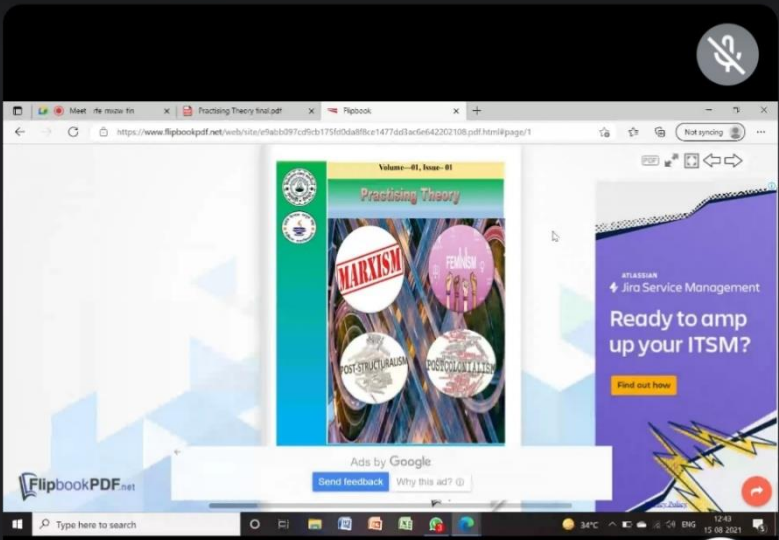 Practising Theory final.pdf
Flipbook
https://www.flipbookpdf.net/web/site/e9abb097cd9cb175fd0da8f8ce1477dd3ac6e642202108.pdf.html#page/1
Not syncing
PDF
Volume—01, Issue- 01
Practising Theory
MARXISM
FEMINISM
POST-STRUCTURALISM
POSTCOLONIALISM
ATLASSIAN
Jira Service Management
Ready to amp
up your ITSM?
Find out how
Ads by Google
Send feedback
Why this ad?
FlipbookPDF.net
Type here to search
34°C
ENG
12:43
15-08-2021